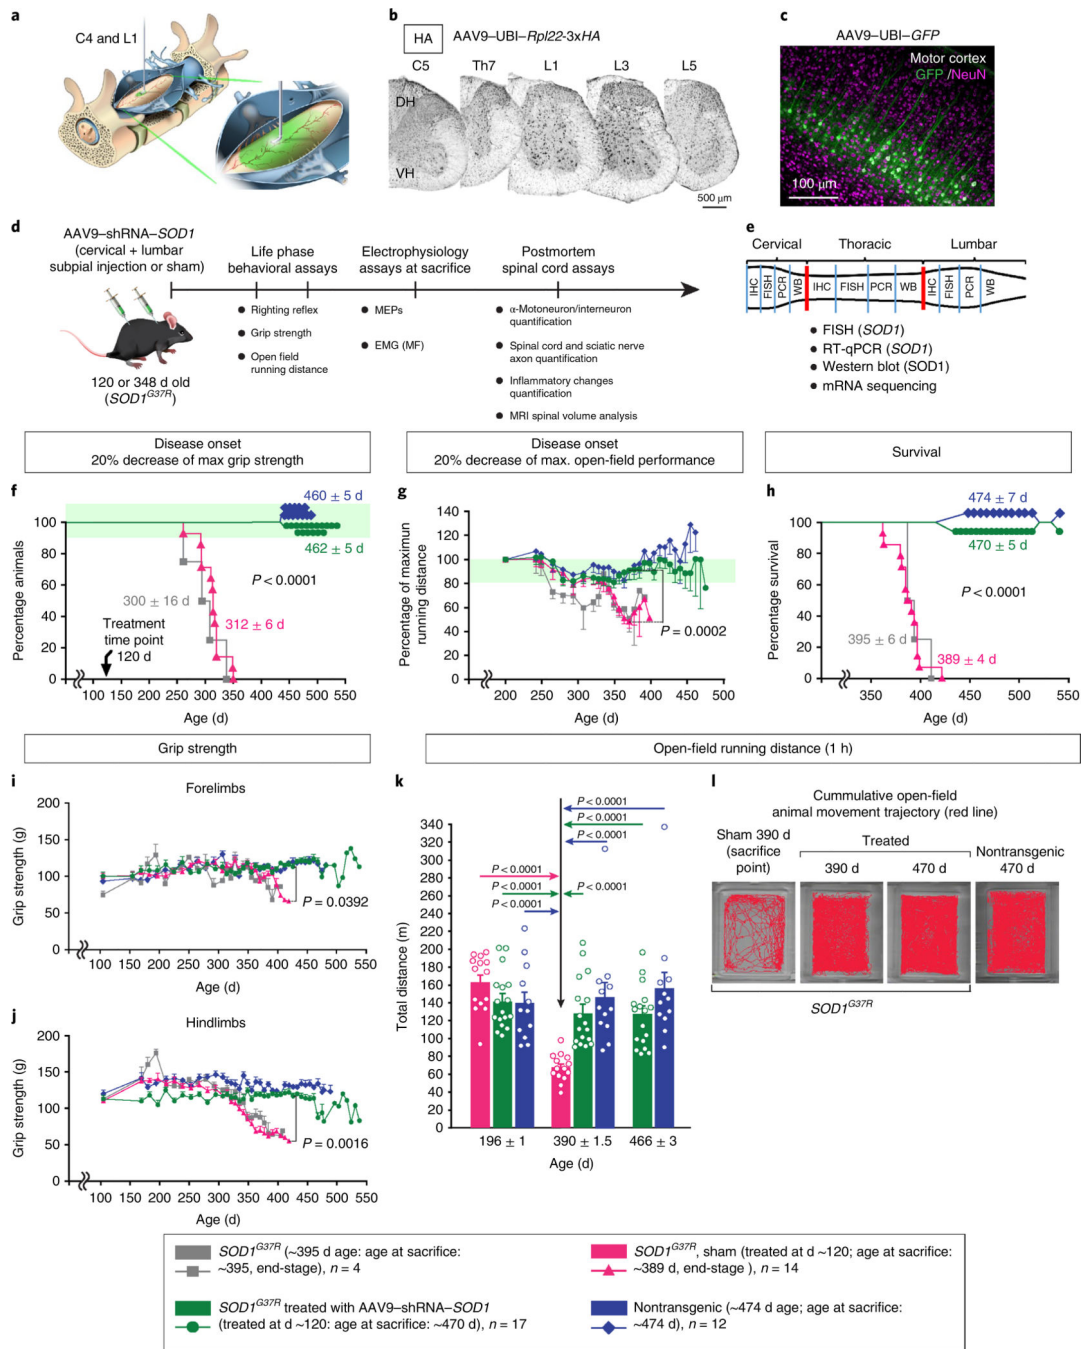 a
C4 and L1
b
HA
AAV9–UBI–Rpl22-3xHA
C5 Th7 L1 L3 L5
DH
VH
500 µm
c
AAV9–UBI–GFP
Motor cortex
GFP /NeuN
100 µm
d
AAV9–shRNA–SOD1
(cervical + lumbar
subpial injection or sham)
120 or 348 d old
(SOD1G37R)
Life phase
behavioral assays
Righting reflex
Grip strength
Open field
running distance
Electrophysiology
assays at sacrifice
MEPs
EMG (MF)
Postmortem
spinal cord assays
α-Motoneuron/interneuron
quantification
Spinal cord and sciatic nerve
axon quantification
Inflammatory changes
quantification
MRI spinal volume analysis
e
Cervical Thoracic Lumbar
IHC FISH PCR WB IHC FISH PCR WB IHC FISH PCR WB
FISH (SOD1)
RT-qPCR (SOD1)
Western blot (SOD1)
mRNA sequencing
Disease onset
20% decrease of max grip strength
f
Percentage animals
100
80
60
40
20
0
460 ± 5 d
462 ± 5 d
P < 0.0001
300 ± 16 d
312 ± 6 d
Treatment
time point
120 d
0 100 150 200 250 300 350 400 450 500 550
Age (d)
Disease onset
20% decrease of max. open-field performance
g
Percentage of maximun
running distance
140
120
100
80
60
40
20
0
P = 0.0002
0 200 250 300 350 400 450 500
Age (d)
Survival
h
Percentage survival
100
80
60
40
20
0
474 ± 7 d
470 ± 5 d
P < 0.0001
395 ± 6 d
389 ± 4 d
350 400 450 500 550
Age (d)
Grip strength
i
Forelimbs
Grip strength (g)
200
150
100
50
0
P = 0.0392
0 100 150 200 250 300 350 400 450 500 550
Age (d)
j
Hindlimbs
Grip strength (g)
200
150
100
50
0
P = 0.0016
0 100 150 200 250 300 350 400 450 500 550
Age (d)
Open-field running distance (1 h)
k
Total distance (m)
340
320
300
280
260
240
220
200
180
160
140
120
100
80
60
40
20
0
P < 0.0001
P < 0.0001
P < 0.0001
P < 0.0001
P < 0.0001 P < 0.0001
P < 0.0001
196 ± 1 390 ± 1.5 466 ± 3
Age (d)
l
Cummulative open-field
animal movement trajectory (red line)
Sham 390 d
(sacrifice
point)
Treated
390 d 470 d
Nontransgenic
470 d
SOD1G37R
SOD1G37R (~395 d age: age at sacrifice:
~395, end-stage), n = 4
SOD1G37R, sham (treated at d ~120; age at sacrifice:
~389 d, end-stage ), n = 14
SOD1G37R treated with AAV9–shRNA–SOD1
(treated at d ~120: age at sacrifice: ~470 d), n = 17
Nontransgenic (~474 d age; age at sacrifice:
~474 d), n = 12